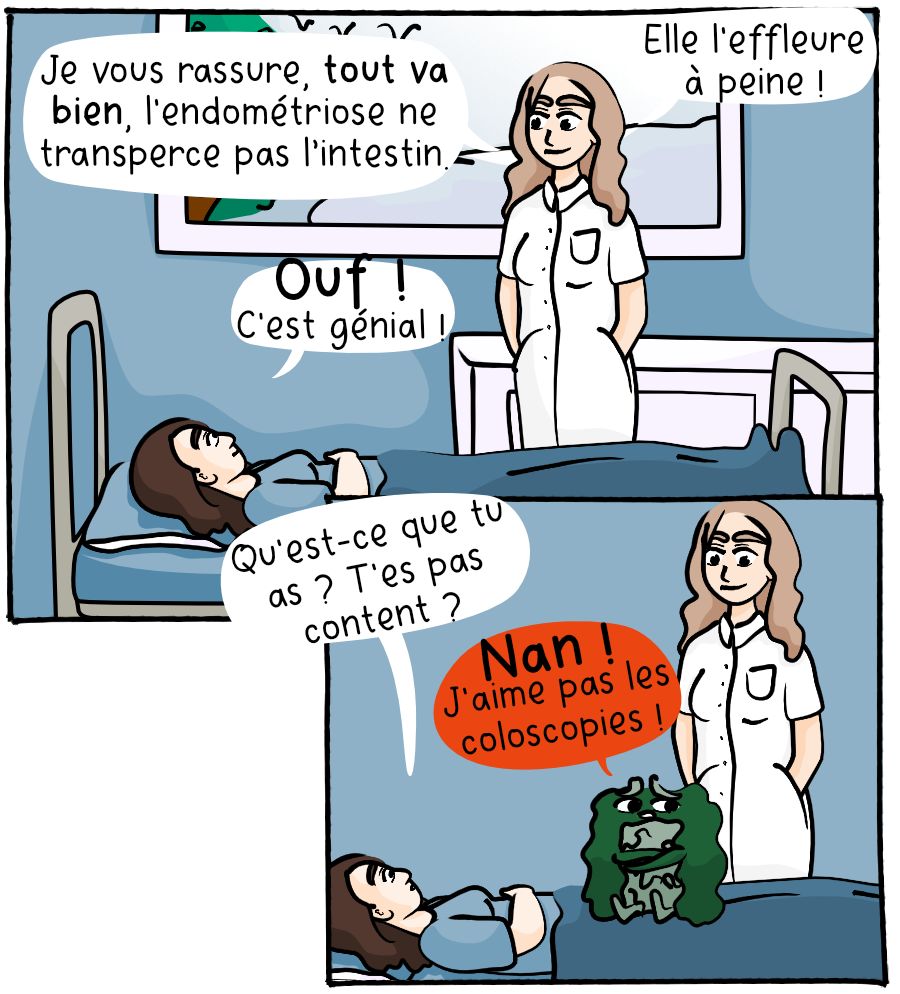 Je vous rassure, tout va
bien, l'endométriose ne
transperce pas l'intestin.
Elle l'effleure
à peine !
Ouf !
C'est génial !
Qu'est-ce que tu
as ? T'es pas
content ?
Nan !
J'aime pas les
coloscopies !